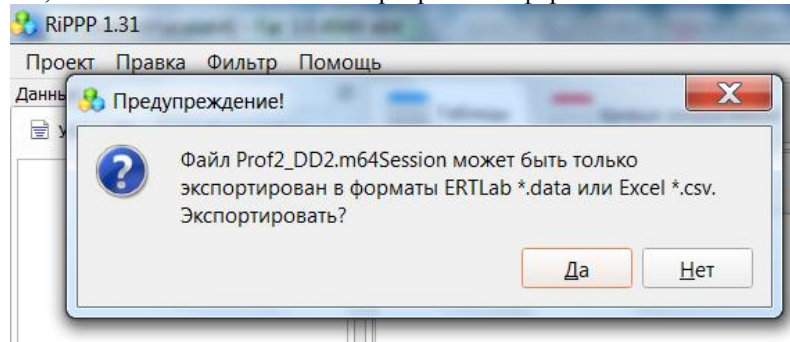 RiPPP 1.31
Проект Правка Фильтр Помощь
Предупреждение!
Файл Prof2_DD2.m64Session может быть только
экспортирован в форматы ERTLab *.data или Excel *.csv.
Экспортировать?
Да Нет